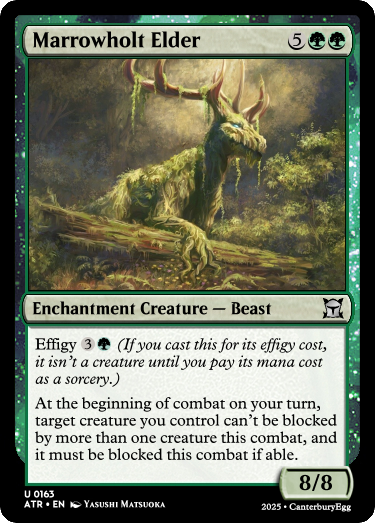 Marrowholt Elder 5
Enchantment Creature — Beast
Effigy 3 (If you cast this for its effigy cost,
it isn't a creature until you pay its mana cost
as a sorcery.)
At the beginning of combat on your turn,
target creature you control can't be blocked
by more than one creature this combat, and
it must be blocked this combat if able.
8/8
U 0163
ATR • EN Yasushi Matsuoka
2025 • CanterburyEgg